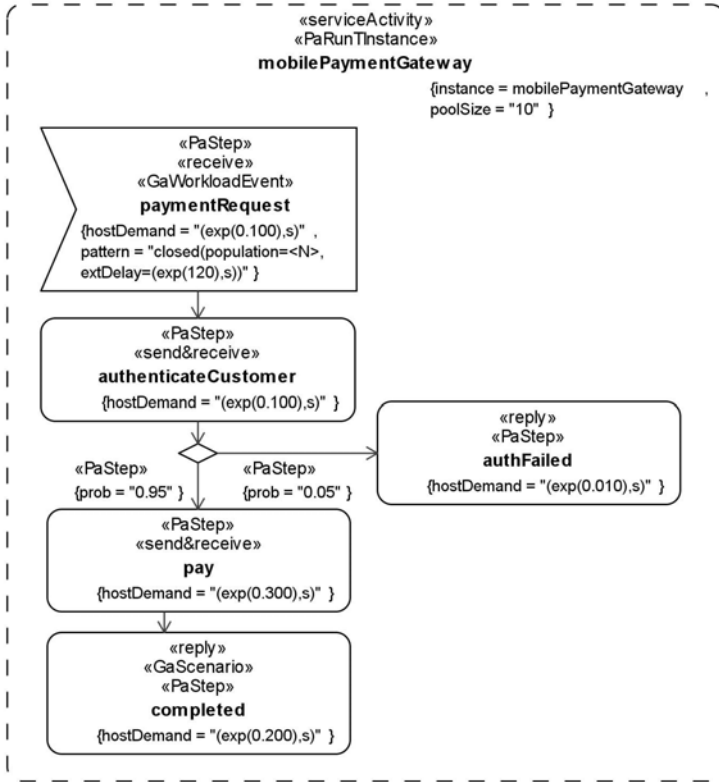 «serviceActivity»
«PaRunTInstance»
mobilePaymentGateway
{instance = mobilePaymentGateway ,
poolSize = "10" }
«PaStep»
«receive»
«GaWorkloadEvent»
paymentRequest
{hostDemand = "(exp(0.100),s)" ,
pattern = "closed(population=<N>,
extDelay=(exp(120),s))" }
«PaStep»
«send&receive»
authenticateCustomer
{hostDemand = "(exp(0.100),s)" }
«reply»
«PaStep»
authFailed
{hostDemand = "(exp(0.010),s)" }
«PaStep»
{prob = "0.95" }
«PaStep»
{prob = "0.05" }
«PaStep»
«send&receive»
pay
{hostDemand = "(exp(0.300),s)" }
«reply»
«GaScenario»
«PaStep»
completed
{hostDemand = "(exp(0.200),s)" }